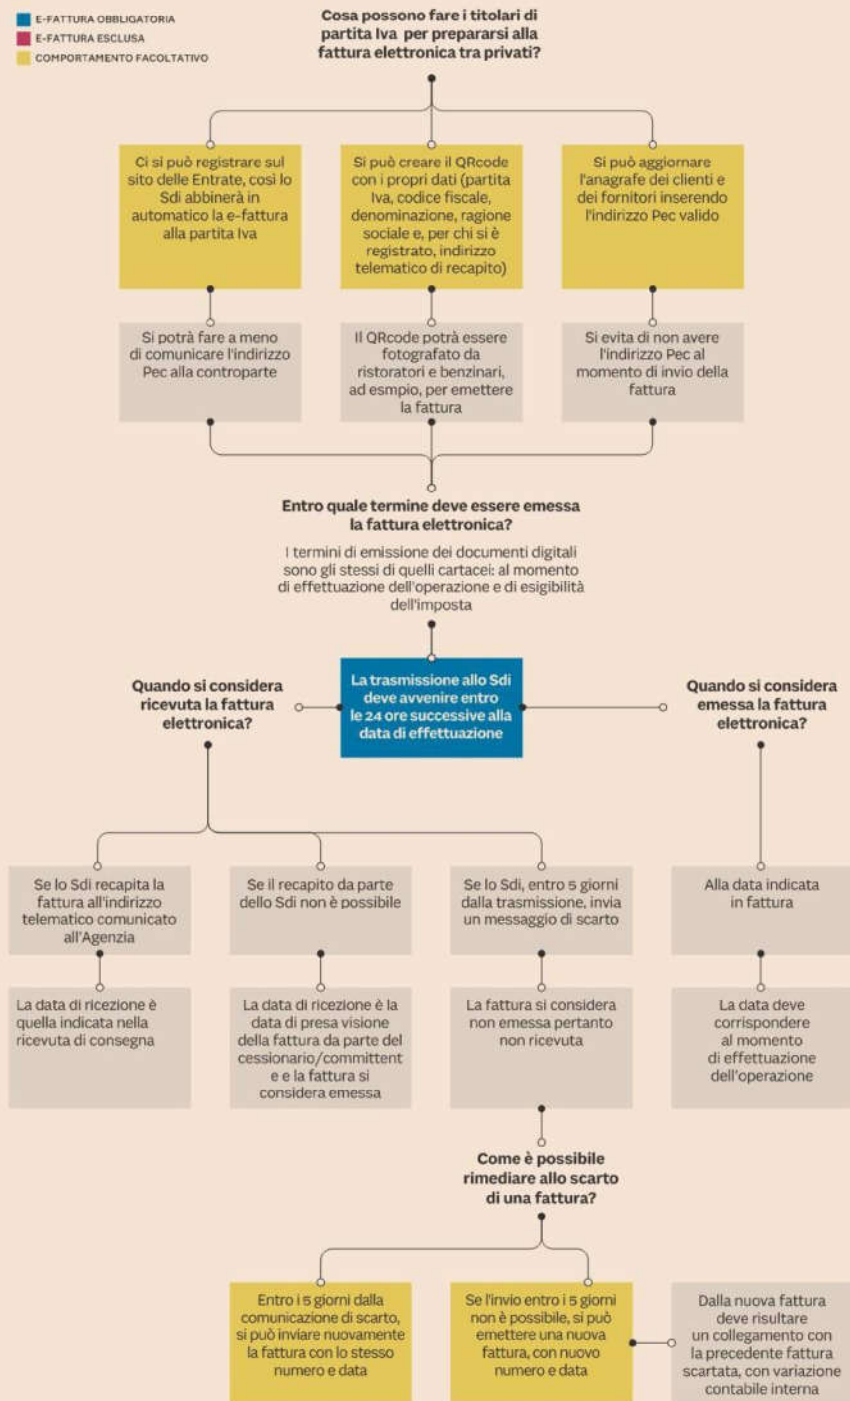 E-FATTURA OBBLIGATORIA
E-FATTURA ESCLUSA
COMPORTAMENTO FACOLTATIVO
Cosa possono fare i titolari di
partita Iva per prepararsi alla
fattura elettronica tra privati?
Ci si può registrare sul
sito delle Entrate, così lo
Sdi abbinerà in
automatico la e-fattura
alla partita Iva
Si può creare il QRcode
con i propri dati (partita
Iva, codice fiscale,
denominazione, ragione
sociale e, per chi si è
registrato, indirizzo
telematico di recapito)
Si può aggiornare
l'anagrafe dei clienti e
dei fornitori inserendo
l'indirizzo Pec valido
Si potrà fare a meno
di comunicare l'indirizzo
Pec alla controparte
Il QRcode potrà essere
fotografato da
ristoratori e benzinari,
ad esmpio, per emettere
la fattura
Si evita di non avere
l'indirizzo Pec al
momento di invio della
fattura
Entro quale termine deve essere emessa
la fattura elettronica?
I termini di emissione dei documenti digitali
sono gli stessi di quelli cartacei: al momento
di effettuazione dell'operazione e di esigibilità
dell'imposta
La trasmissione allo Sdi
deve avvenire entro
le 24 ore successive alla
data di effettuazione
Quando si considera
ricevuta la fattura
elettronica?
Quando si considera
emessa la fattura
elettronica?
Se lo Sdi recapita la
fattura all'indirizzo
telematico comunicato
all'Agenzia
Se il recapito da parte
dello Sdi non è possibile
Se lo Sdi, entro 5 giorni
dalla trasmissione, invia
un messaggio di scarto
Alla data indicata
in fattura
La data di ricezione è
quella indicata nella
ricevuta di consegna
La data di ricezione è la
data di presa visione
della fattura da parte del
cessionario/committent
e e la fattura si
considera emessa
La fattura si considera
non emessa pertanto
non ricevuta
La data deve
corrispondere
al momento
di effettuazione
dell'operazione
Come è possibile
rimediare allo scarto
di una fattura?
Entro i 5 giorni dalla
comunicazione di scarto,
si può inviare nuovamente
la fattura con lo stesso
numero e data
Se l'invio entro i 5 giorni
non è possibile, si può
emettere una nuova
fattura, con nuovo
numero e data
Dalla nuova fattura
deve risultare
un collegamento con
la precedente fattura
scartata, con variazione
contabile interna